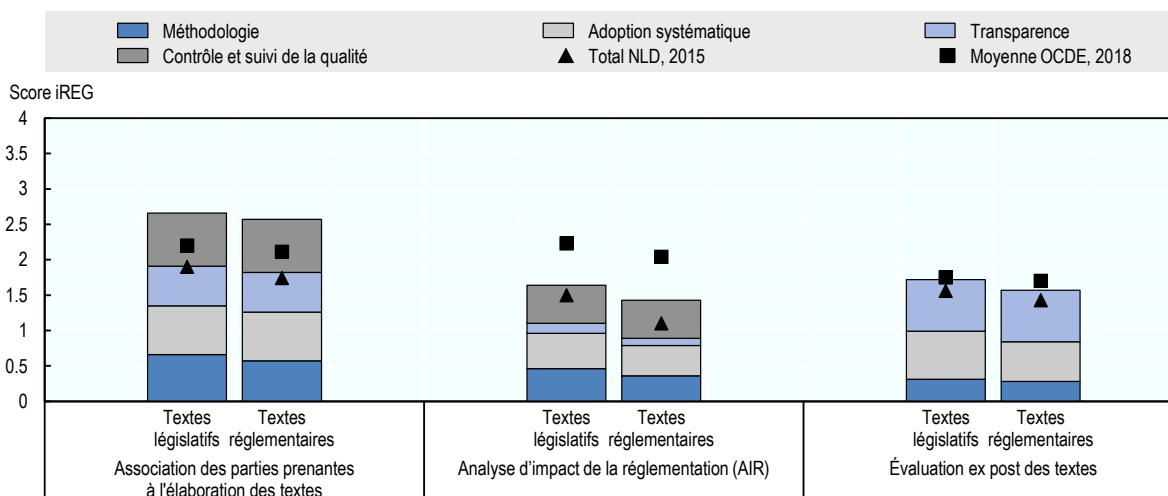 Méthodologie
Adoption systématique
Transparence
Contrôle et suivi de la qualité
Total NLD, 2015
Moyenne OCDE, 2018
Score iREG
4
3.5
3
2.5
2
1.5
1
0.5
0
Textes législatifs
Textes réglementaires
Textes législatifs
Textes réglementaires
Textes législatifs
Textes réglementaires
Association des parties prenantes
à l'élaboration des textes
Analyse d'impact de la réglementation (AIR)
Évaluation ex post des textes